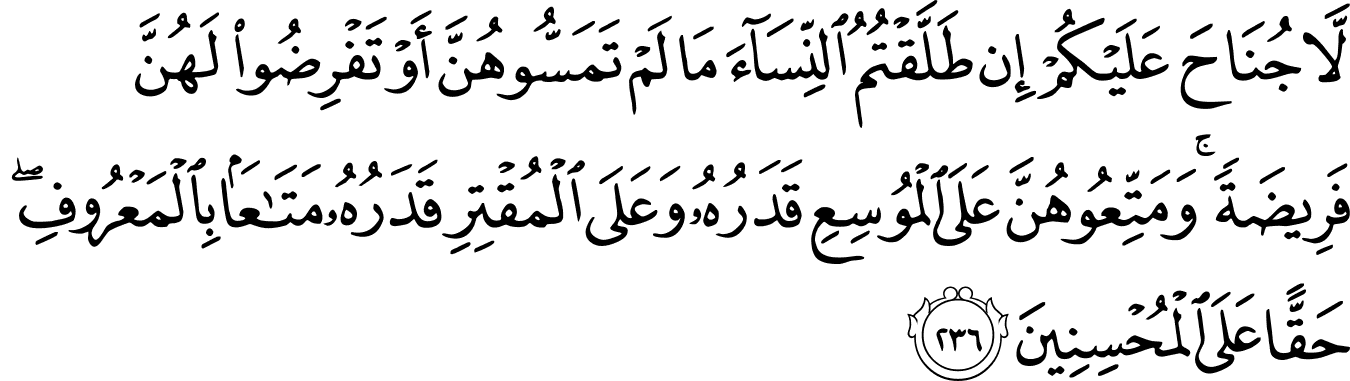 لَّا جُنَاحَ عَلَيْكُمْ إِن طَلَّقْتُمُ ٱلنِّسَآءَ مَا لَمْ تَمَسُّوهُنَّ أَوْ تَفْرِضُوا۟ لَهُنَّ
فَرِيضَةً ۚ وَمَتِّعُوهُنَّ عَلَى ٱلْمُوسِعِ قَدَرُهُۥ وَعَلَى ٱلْمُقْتِرِ قَدَرُهُۥ مَتَـٰعًۢا بِٱلْمَعْرُوفِ ۖ
حَقًّا عَلَى ٱلْمُحْسِنِينَ ٢٣٦